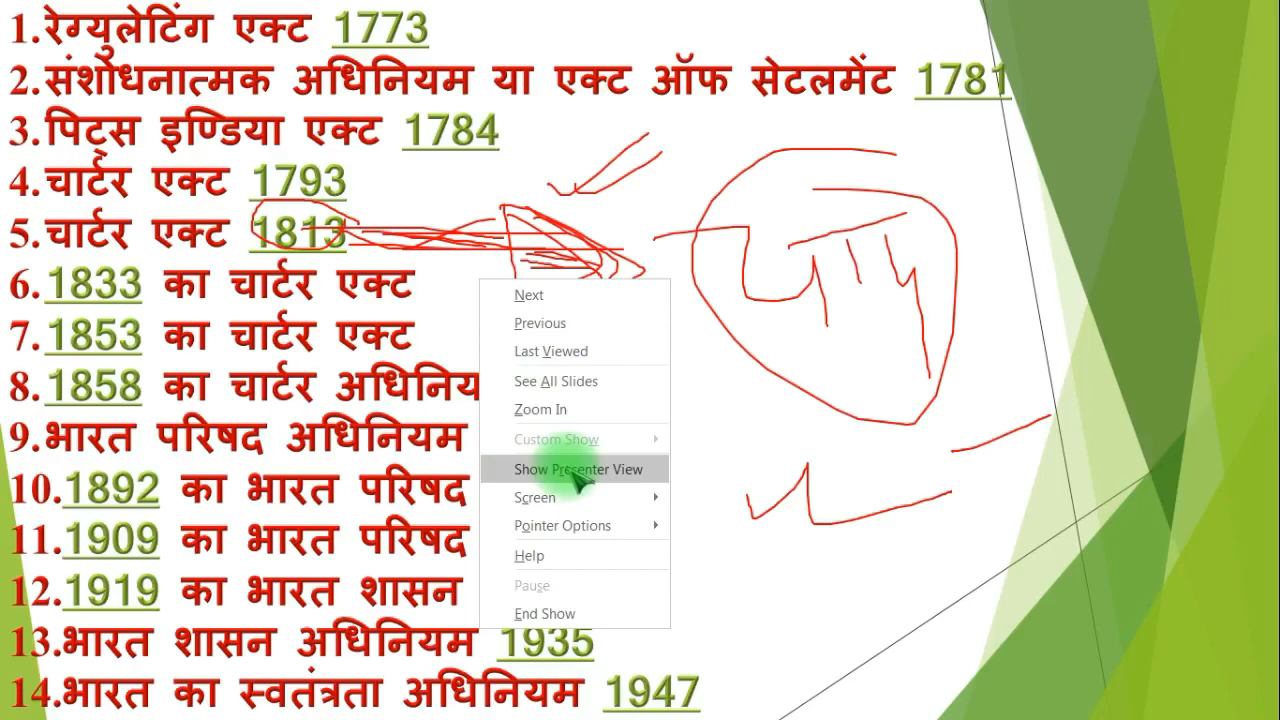 1.रेग्युलेटिंग एक्ट 1773
2.संशोधनात्मक अधिनियम या एक्ट ऑफ सेटलमेंट 1781
3.पिट्स इण्डिया एक्ट 1784
4.चार्टर एक्ट 1793
5.चार्टर एक्ट 1813
6.1833 का चार्टर एक्ट
7.1853 का चार्टर एक्ट
8.1858 का चार्टर अधिनिय
9.भारत परिषद अधिनियम
10.1892 का भारत परिषद
11.1909 का भारत परिषद
12.1919 का भारत शासन
13.भारत शासन अधिनियम 1935
14.भारत का स्वतंत्रता अधिनियम 1947
Next
Previous
Last Viewed
See All Slides
Zoom In
Custom Show
Show Presenter View
Screen
Pointer Options
Help
Pause
End Show